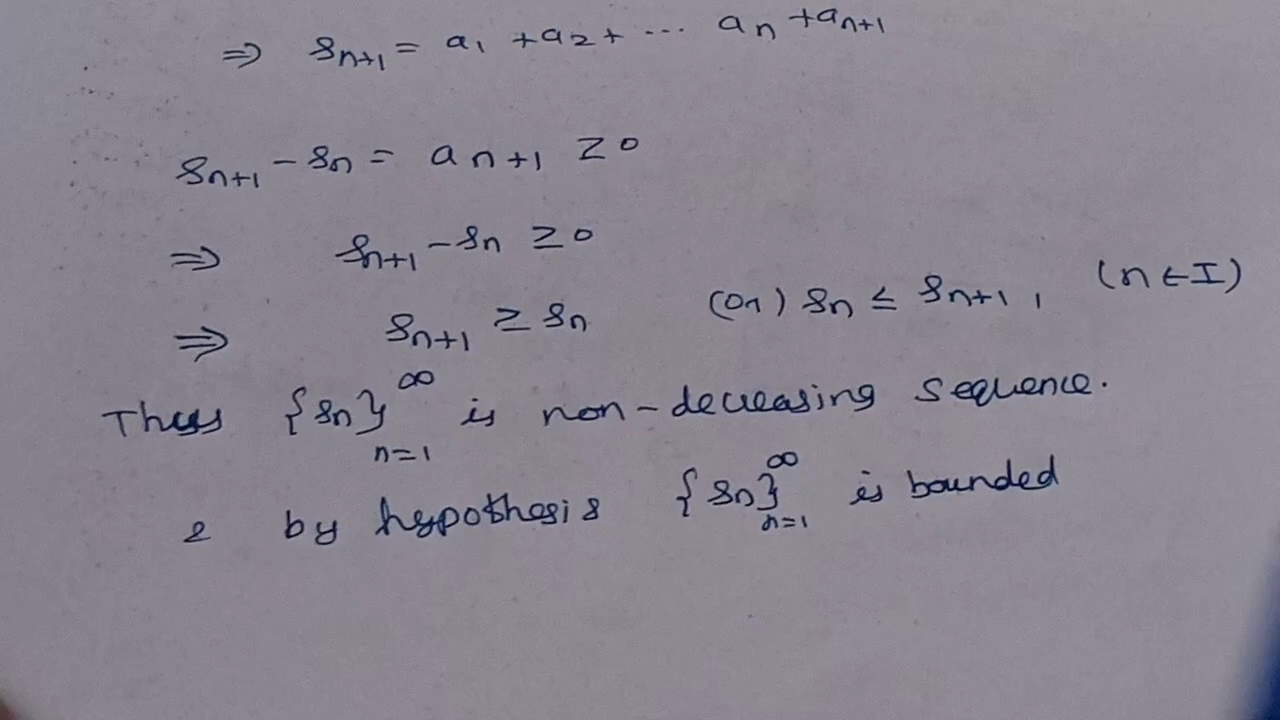 ⇒ Sn+1 = a1 + a2 + ... an + an+1
Sn+1 - Sn = an+1 ≥ 0
⇒ Sn+1 - Sn ≥ 0
⇒ Sn+1 ≥ Sn (or) Sn ≤ Sn+1, (n ∈ I)
Thus {Sn}∞n=1 is non-decreasing sequence.
& by hypothesis {Sn}∞n=1 is bounded